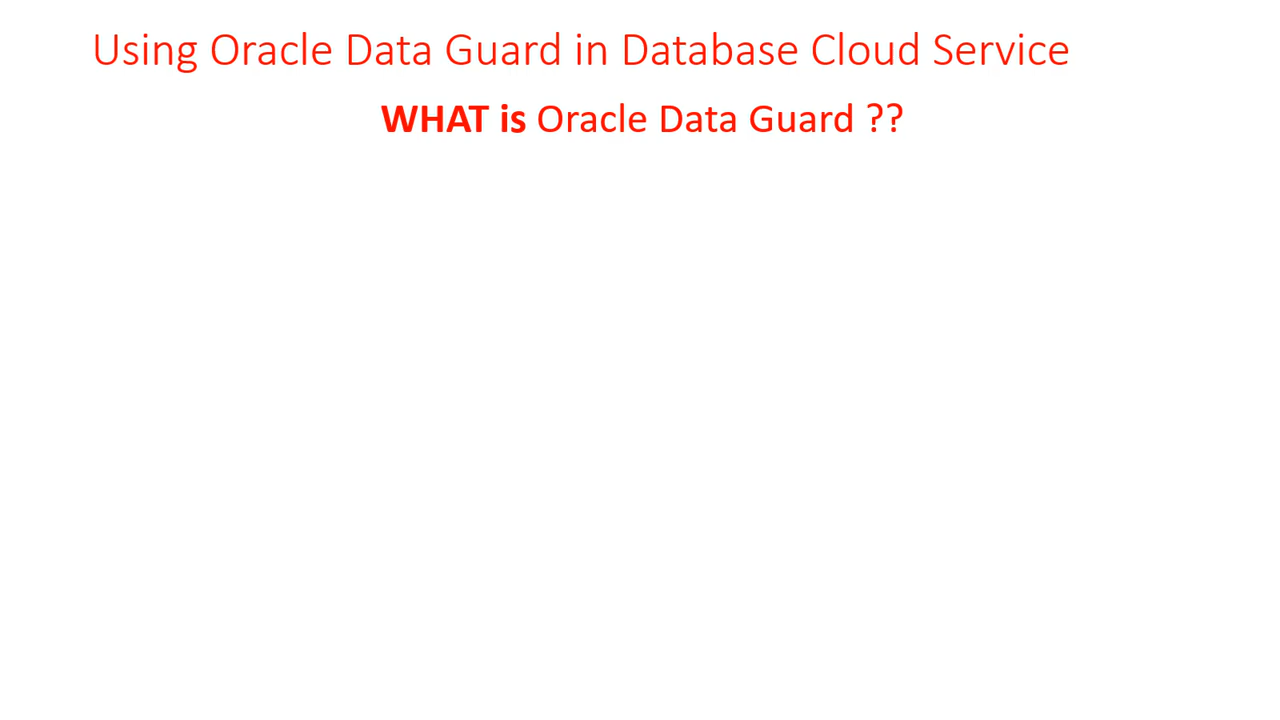 Using Oracle Data Guard in Database Cloud Service
WHAT is Oracle Data Guard ??